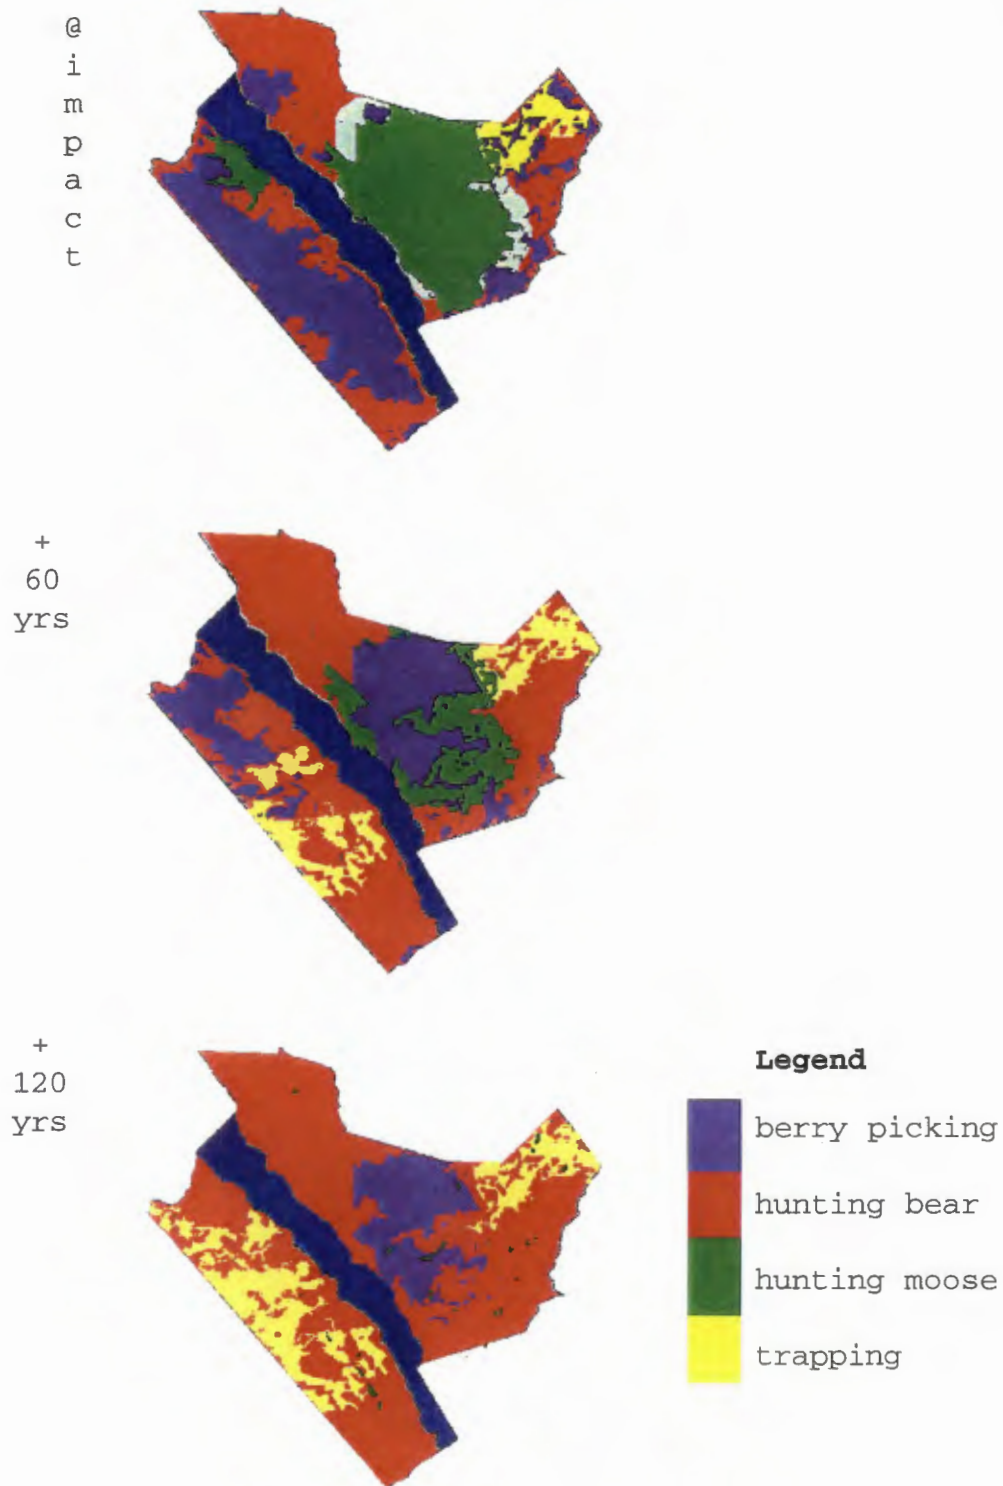 @
i
m
p
a
c
t
+
60
yrs
+
120
yrs
Legend
berry picking
hunting bear
hunting moose
trapping